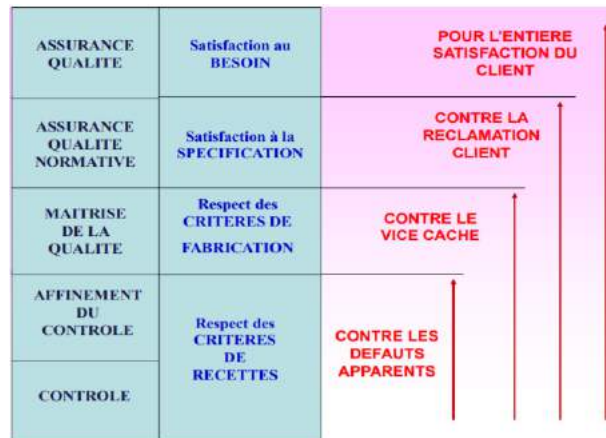 ASSURANCE
QUALITE
Satisfaction au
BESOIN
POUR L'ENTIERE
SATISFACTION DU
CLIENT
ASSURANCE
QUALITE
NORMATIVE
Satisfaction à la
SPECIFICATION
CONTRE LA
RECLAMATION
CLIENT
MAITRISE
DE LA
QUALITE
Respect des
CRITERES DE
FABRICATION
CONTRE LE
VICE CACHE
AFFINEMENT
DU
CONTROLE
Respect des
CRITERES
DE
RECETTES
CONTRE LES
DEFAUTS
APPARENTS
CONTROLE